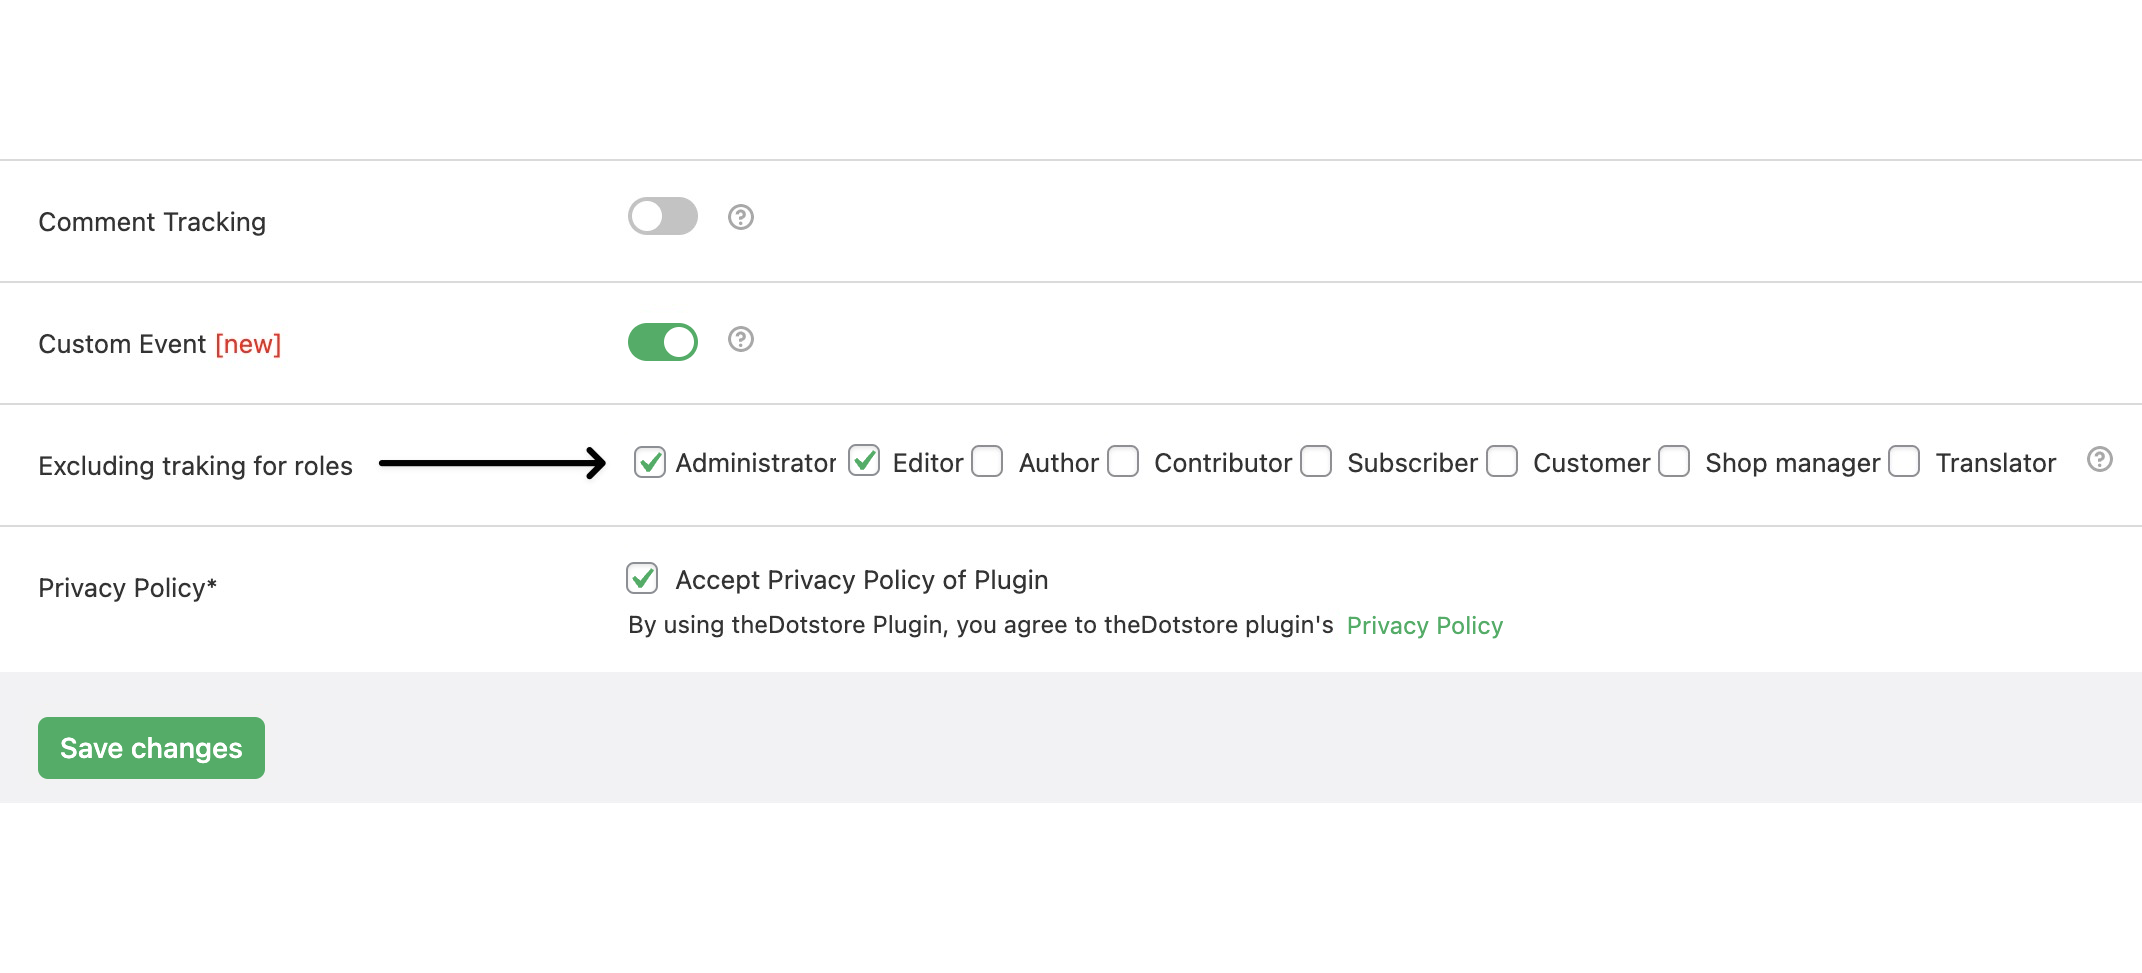 Comment Tracking
Custom Event [new]
Excluding traking for roles Administrator Editor Author Contributor Subscriber Customer Shop manager Translator
Privacy Policy* Accept Privacy Policy of Plugin
By using theDotstore Plugin, you agree to theDotstore plugin's Privacy Policy
Save changes